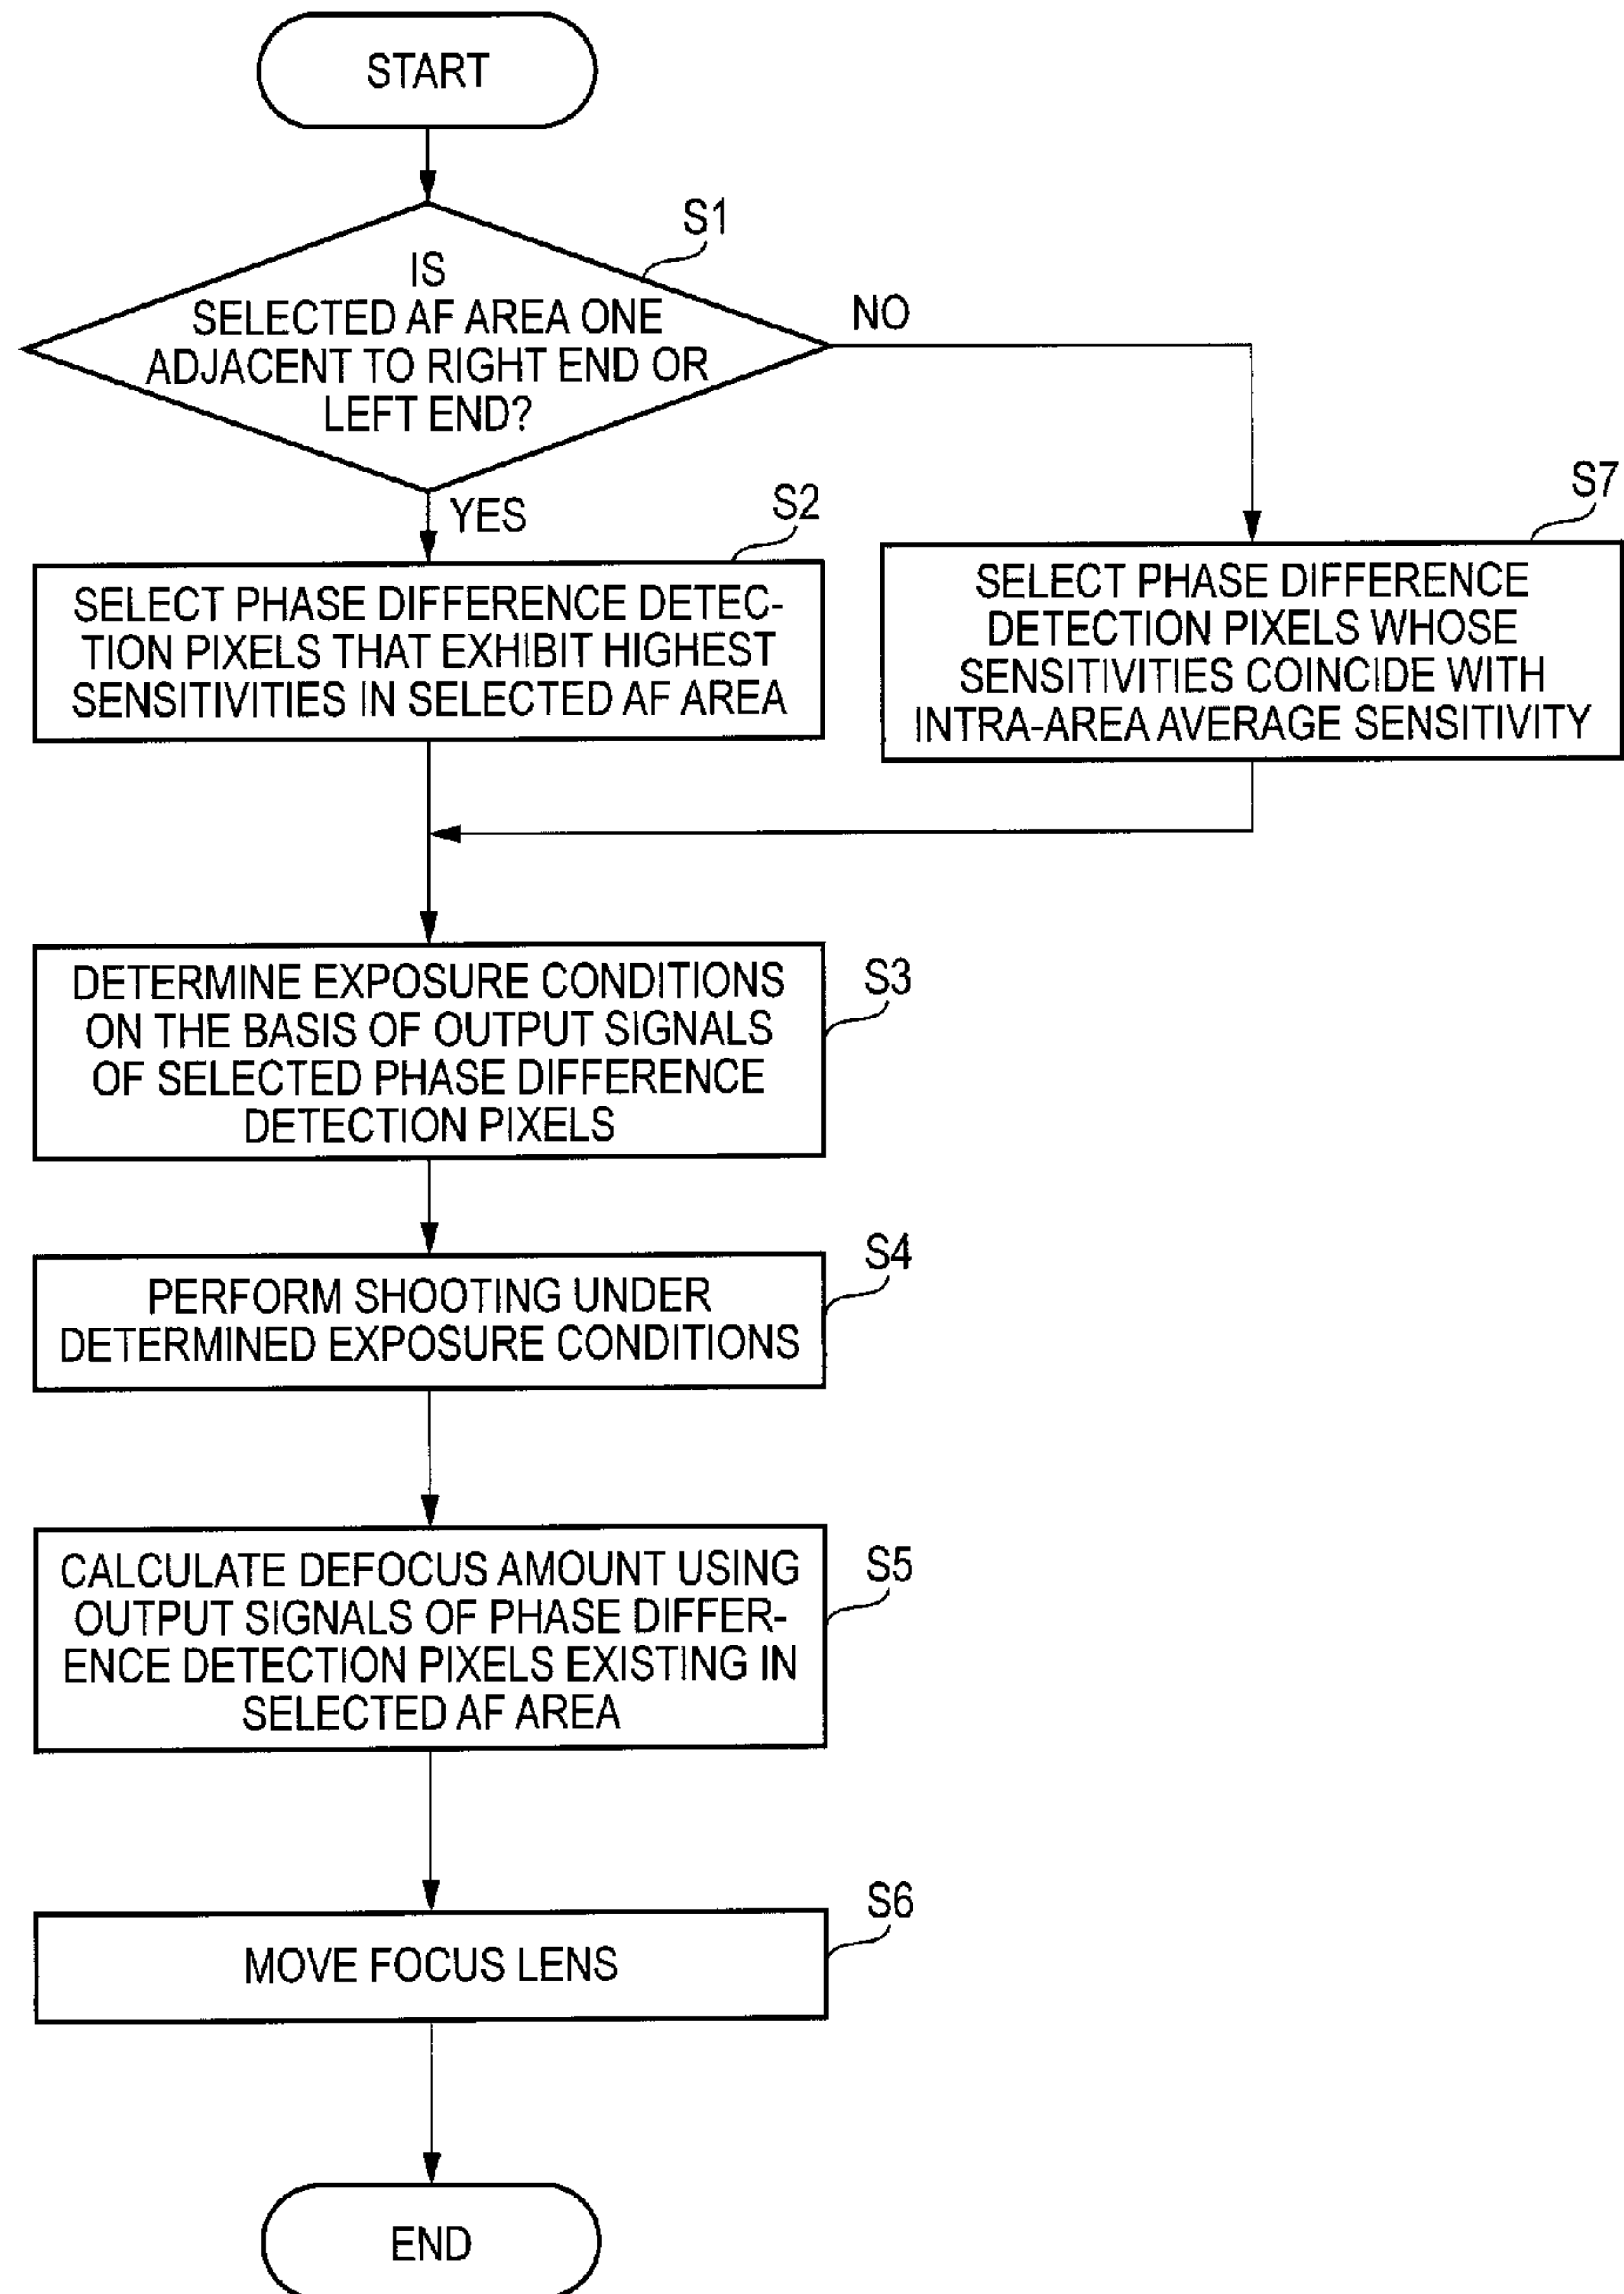 START
S1
IS
SELECTED AF AREA ONE
ADJACENT TO RIGHT END OR
LEFT END?
NO
YES
S2
SELECT PHASE DIFFERENCE DETEC-
TION PIXELS THAT EXHIBIT HIGHEST
SENSITIVITIES IN SELECTED AF AREA
S7
SELECT PHASE DIFFERENCE
DETECTION PIXELS WHOSE
SENSITIVITIES COINCIDE WITH
INTRA-AREA AVERAGE SENSITIVITY
S3
DETERMINE EXPOSURE CONDITIONS
ON THE BASIS OF OUTPUT SIGNALS
OF SELECTED PHASE DIFFERENCE
DETECTION PIXELS
S4
PERFORM SHOOTING UNDER
DETERMINED EXPOSURE CONDITIONS
S5
CALCULATE DEFOCUS AMOUNT USING
OUTPUT SIGNALS OF PHASE DIFFER-
ENCE DETECTION PIXELS EXISTING IN
SELECTED AF AREA
S6
MOVE FOCUS LENS
END